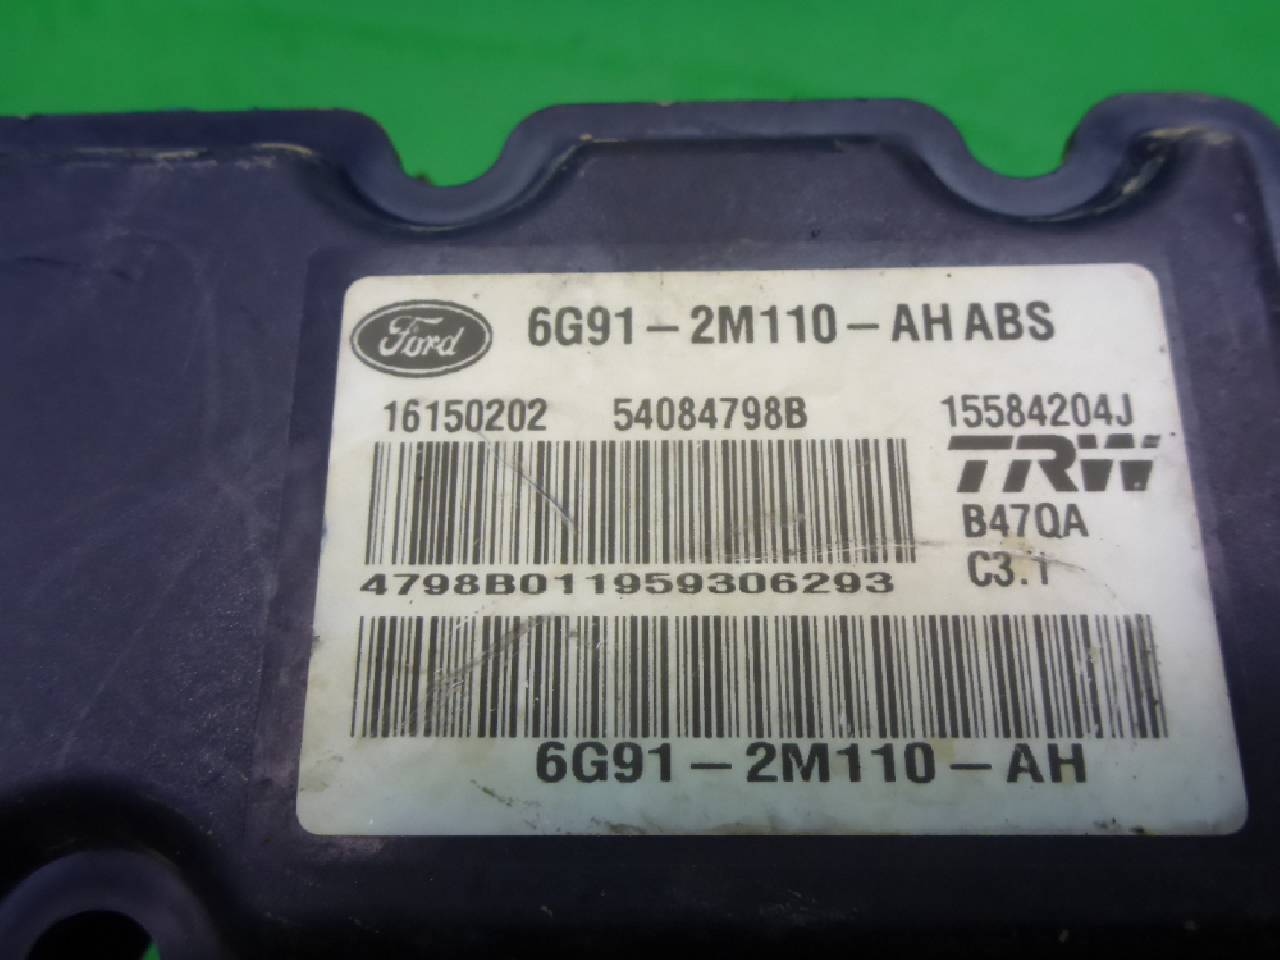 Ford 6G91-2M110-AH ABS
16150202 54084798B 15584204J
TRW
B47QA
C3.1
4798B011959306293
6G91-2M110-AH